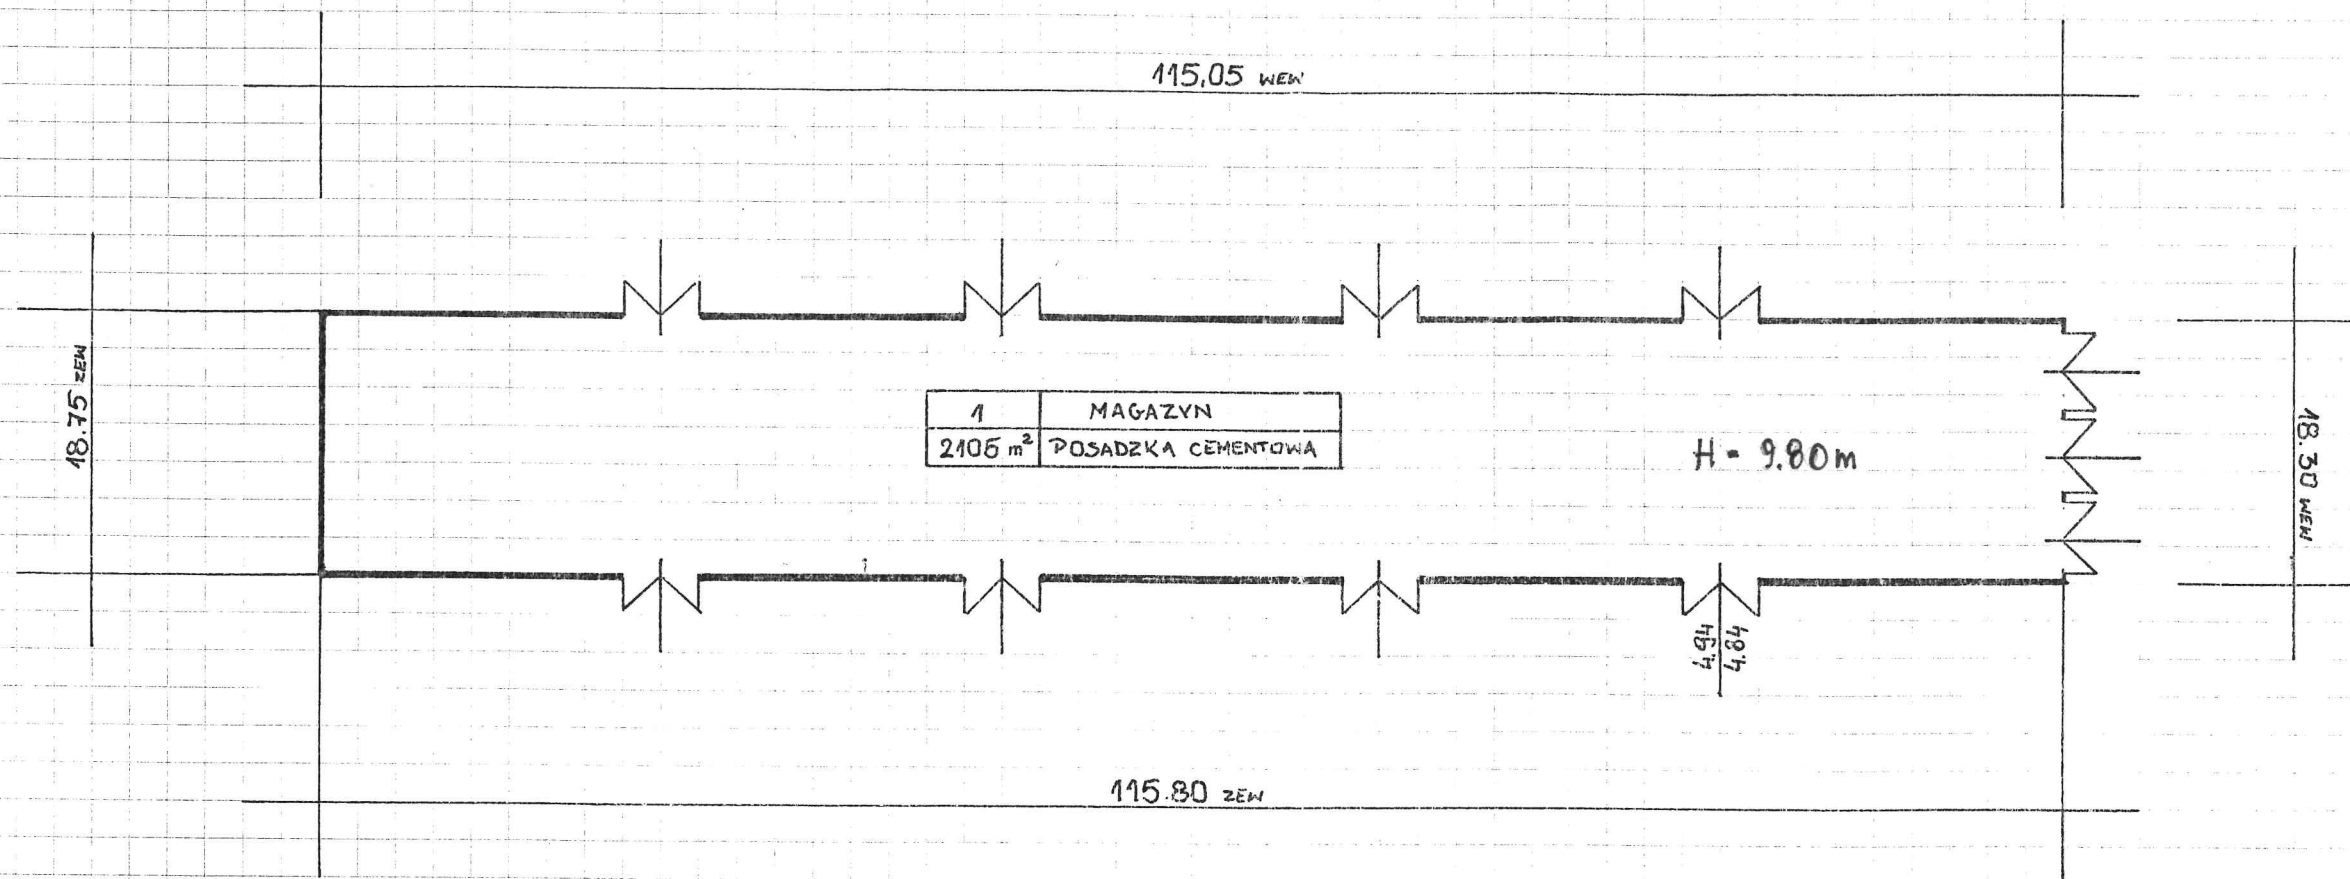 115,05 WEW
18.75 ZEW
1 MAGAZYN
2105 m² POSADZKA CEMENTOWA
H = 9.80m
18.30 WEW
4.94
4.84
115.80 ZEW